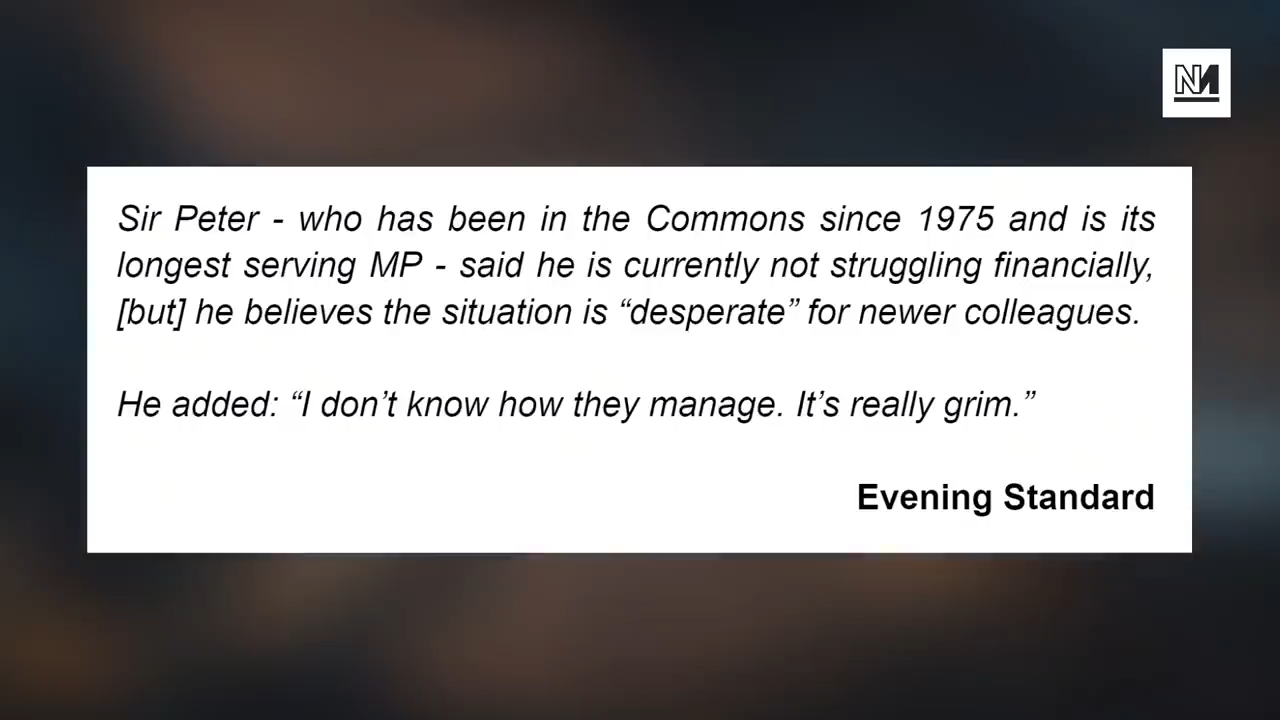 NM
Sir Peter - who has been in the Commons since 1975 and is its
longest serving MP - said he is currently not struggling financially,
[but] he believes the situation is “desperate” for newer colleagues.
He added: “I don’t know how they manage. It’s really grim.”
Evening Standard